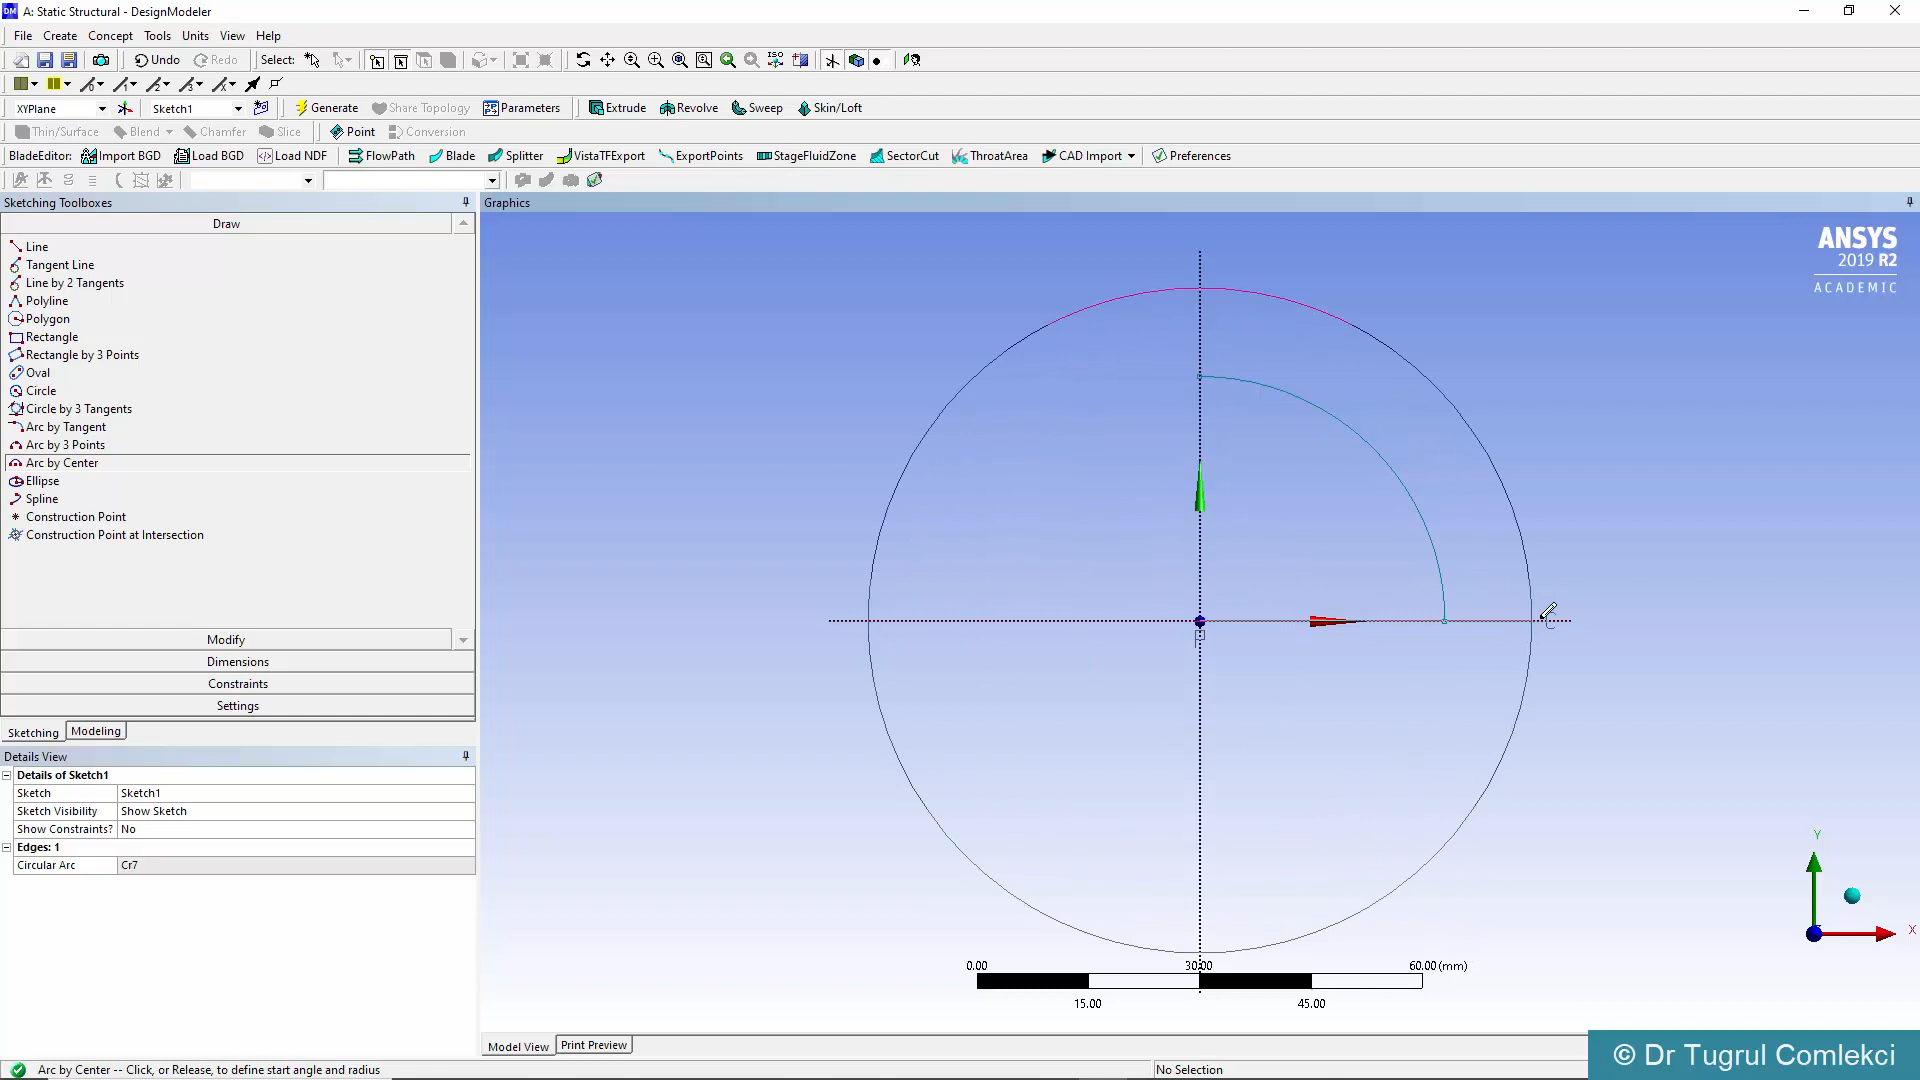 A: Static Structural - DesignModeler
File Create Concept Tools Units View Help
Undo Redo Select: ISO
XYPlane Sketch1 Generate Share Topology Parameters Extrude Revolve Sweep Skin/Loft
Thin/Surface Blend Chamfer Slice Point Conversion
BladeEditor: Import BGD Load BGD Load NDF FlowPath Blade Splitter VistaTFExport ExportPoints StageFluidZone SectorCut ThroatArea CAD Import Preferences
Sketching Toolboxes
Draw
Line
Tangent Line
Line by 2 Tangents
Polyline
Polygon
Rectangle
Rectangle by 3 Points
Oval
Circle
Circle by 3 Tangents
Arc by Tangent
Arc by 3 Points
Arc by Center
Ellipse
Spline
Construction Point
Construction Point at Intersection
Modify
Dimensions
Constraints
Settings
Sketching Modeling
Details View
Details of Sketch1
Sketch Sketch1
Sketch Visibility Show Sketch
Show Constraints? No
Edges: 1
Circular Arc Cr7
Graphics
ANSYS
2019 R2
ACADEMIC
P
C
Y
X
0.00 30.00 60.00 (mm)
15.00 45.00
Model View Print Preview
Arc by Center -- Click, or Release, to define start angle and radius
No Selection
© Dr Tugrul Comlekci